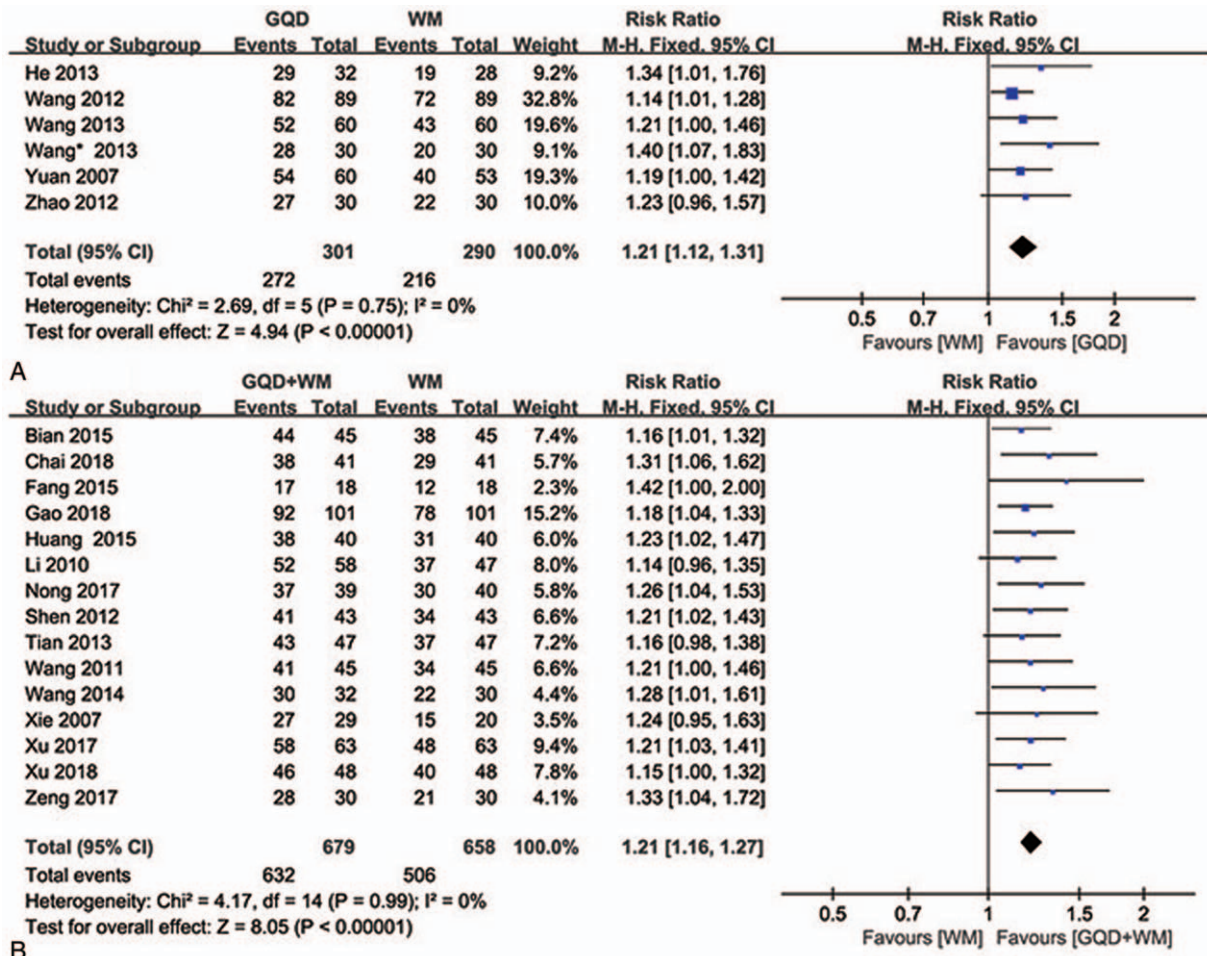 GQD WM Risk Ratio Risk Ratio
Study or Subgroup Events Total Events Total Weight M-H, Fixed, 95% CI M-H, Fixed, 95% CI
He 2013 29 32 19 28 9.2% 1.34 [1.01, 1.76]
Wang 2012 82 89 72 89 32.8% 1.14 [1.01, 1.28]
Wang 2013 52 60 43 60 19.6% 1.21 [1.00, 1.46]
Wang* 2013 28 30 20 30 9.1% 1.40 [1.07, 1.83]
Yuan 2007 54 60 40 53 19.3% 1.19 [1.00, 1.42]
Zhao 2012 27 30 22 30 10.0% 1.23 [0.96, 1.57]
Total (95% CI) 301 290 100.0% 1.21 [1.12, 1.31]
Total events 272 216
Heterogeneity: Chi² = 2.69, df = 5 (P = 0.75); I² = 0%
Test for overall effect: Z = 4.94 (P < 0.00001)
0.5 0.7 1 1.5 2
Favours [WM] Favours [GQD]
A
GQD+WM WM Risk Ratio Risk Ratio
Study or Subgroup Events Total Events Total Weight M-H, Fixed, 95% CI M-H, Fixed, 95% CI
Bian 2015 44 45 38 45 7.4% 1.16 [1.01, 1.32]
Chai 2018 38 41 29 41 5.7% 1.31 [1.06, 1.62]
Fang 2015 17 18 12 18 2.3% 1.42 [1.00, 2.00]
Gao 2018 92 101 78 101 15.2% 1.18 [1.04, 1.33]
Huang 2015 38 40 31 40 6.0% 1.23 [1.02, 1.47]
Li 2010 52 58 37 47 8.0% 1.14 [0.96, 1.35]
Nong 2017 37 39 30 40 5.8% 1.26 [1.04, 1.53]
Shen 2012 41 43 34 43 6.6% 1.21 [1.02, 1.43]
Tian 2013 43 47 37 47 7.2% 1.16 [0.98, 1.38]
Wang 2011 41 45 34 45 6.6% 1.21 [1.00, 1.46]
Wang 2014 30 32 22 30 4.4% 1.28 [1.01, 1.61]
Xie 2007 27 29 15 20 3.5% 1.24 [0.95, 1.63]
Xu 2017 58 63 48 63 9.4% 1.21 [1.03, 1.41]
Xu 2018 46 48 40 48 7.8% 1.15 [1.00, 1.32]
Zeng 2017 28 30 21 30 4.1% 1.33 [1.04, 1.72]
Total (95% CI) 679 658 100.0% 1.21 [1.16, 1.27]
Total events 632 506
Heterogeneity: Chi² = 4.17, df = 14 (P = 0.99); I² = 0%
Test for overall effect: Z = 8.05 (P < 0.00001)
0.5 0.7 1 1.5 2
Favours [WM] Favours [GQD+WM]
B